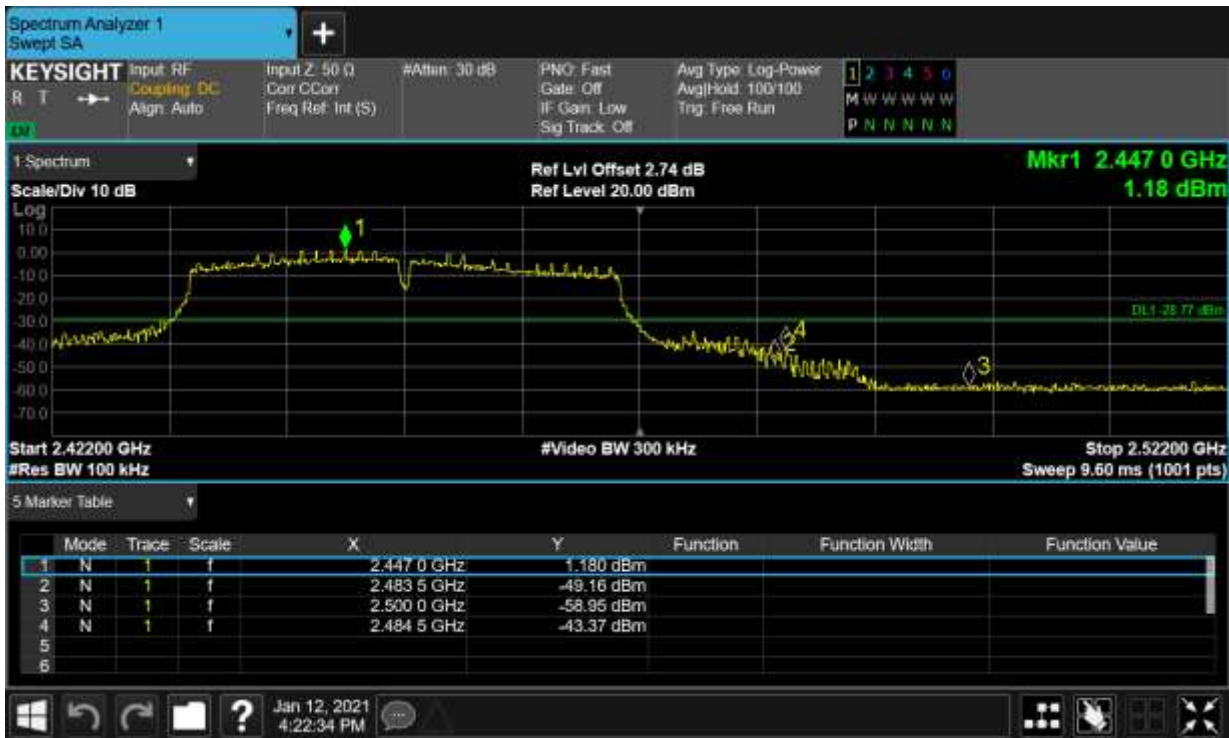 Spectrum Analyzer 1
Swept SA
KEYSIGHT Input: RF Input Z: 50 Ω #Atten: 30 dB PNO: Fast Avg Type: Log-Power 1 2 3 4 5 6
R T Coupling: DC Corr CCorr Gate: Off Avg|Hold: 100/100 M W W W W W
Align: Auto Freq Ref: Int (S) IF Gain: Low Trig: Free Run
Sig Track: Off P N N N N N
1 Spectrum Ref Lvl Offset 2.74 dB Mkr1 2.447 0 GHz
Scale/Div 10 dB Ref Level 20.00 dBm 1.18 dBm
Log
10.0
1
0.00
-10.0
-20.0
DL1 -28.77 dBm
-30.0
-40.0
4
2
-50.0
3
-60.0
-70.0
Start 2.42200 GHz #Video BW 300 kHz Stop 2.52200 GHz
#Res BW 100 kHz Sweep 9.60 ms (1001 pts)
5 Marker Table
Mode Trace Scale X Y Function Function Width Function Value
1 N 1 f 2.447 0 GHz 1.180 dBm
2 N 1 f 2.483 5 GHz -49.16 dBm
3 N 1 f 2.500 0 GHz -58.95 dBm
4 N 1 f 2.484 5 GHz -43.37 dBm
5
6
? Jan 12, 2021
4:22:34 PM